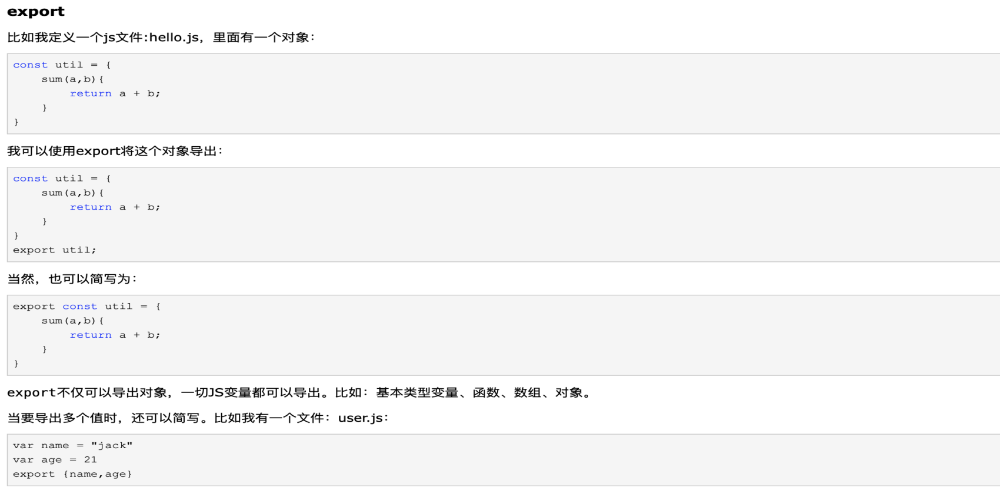 export
比如我定义一个js文件:hello.js，里面有一个对象：
const util = {
    sum(a,b){
        return a + b;
    }
}
我可以使用export将这个对象导出：
const util = {
    sum(a,b){
        return a + b;
    }
}
export util;
当然，也可以简写为：
export const util = {
    sum(a,b){
        return a + b;
    }
}
export不仅可以导出对象，一切JS变量都可以导出。比如：基本类型变量、函数、数组、对象。
当要导出多个值时，还可以简写。比如我有一个文件：user.js：
var name = "jack"
var age = 21
export {name,age}